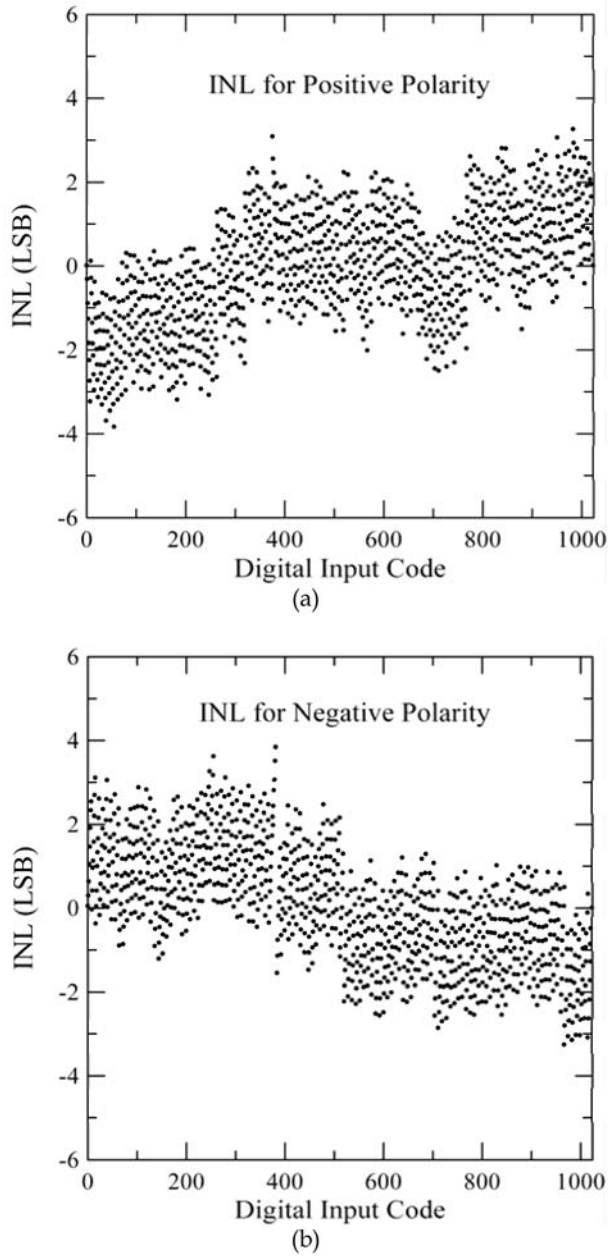 6
INL for Positive Polarity
4
2
0
-2
-4
-6
INL (LSB)
0 200 400 600 800 1000
Digital Input Code
(a)
6
INL for Negative Polarity
4
2
0
-2
-4
-6
INL (LSB)
0 200 400 600 800 1000
Digital Input Code
(b)